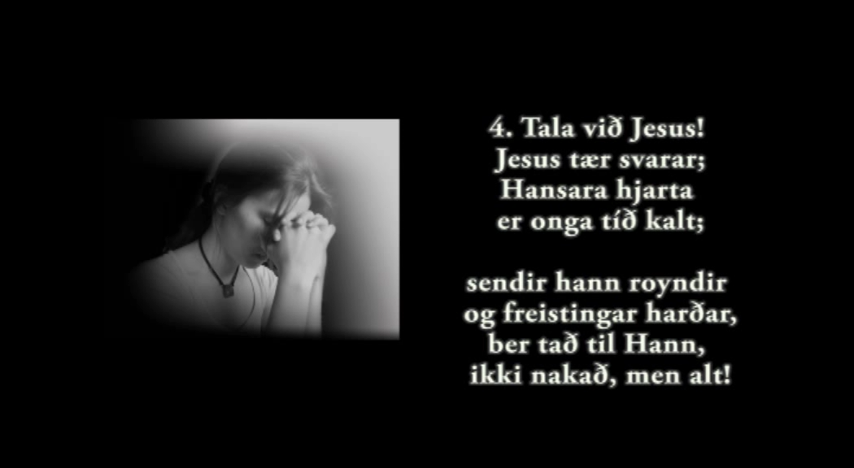 4. Tala við Jesus!
Jesus tær svarar;
Hansara hjarta
er onga tíð kalt;
sendir hann royndir
og freistingar harðar,
ber tað til Hann,
ikki nakað, men alt!